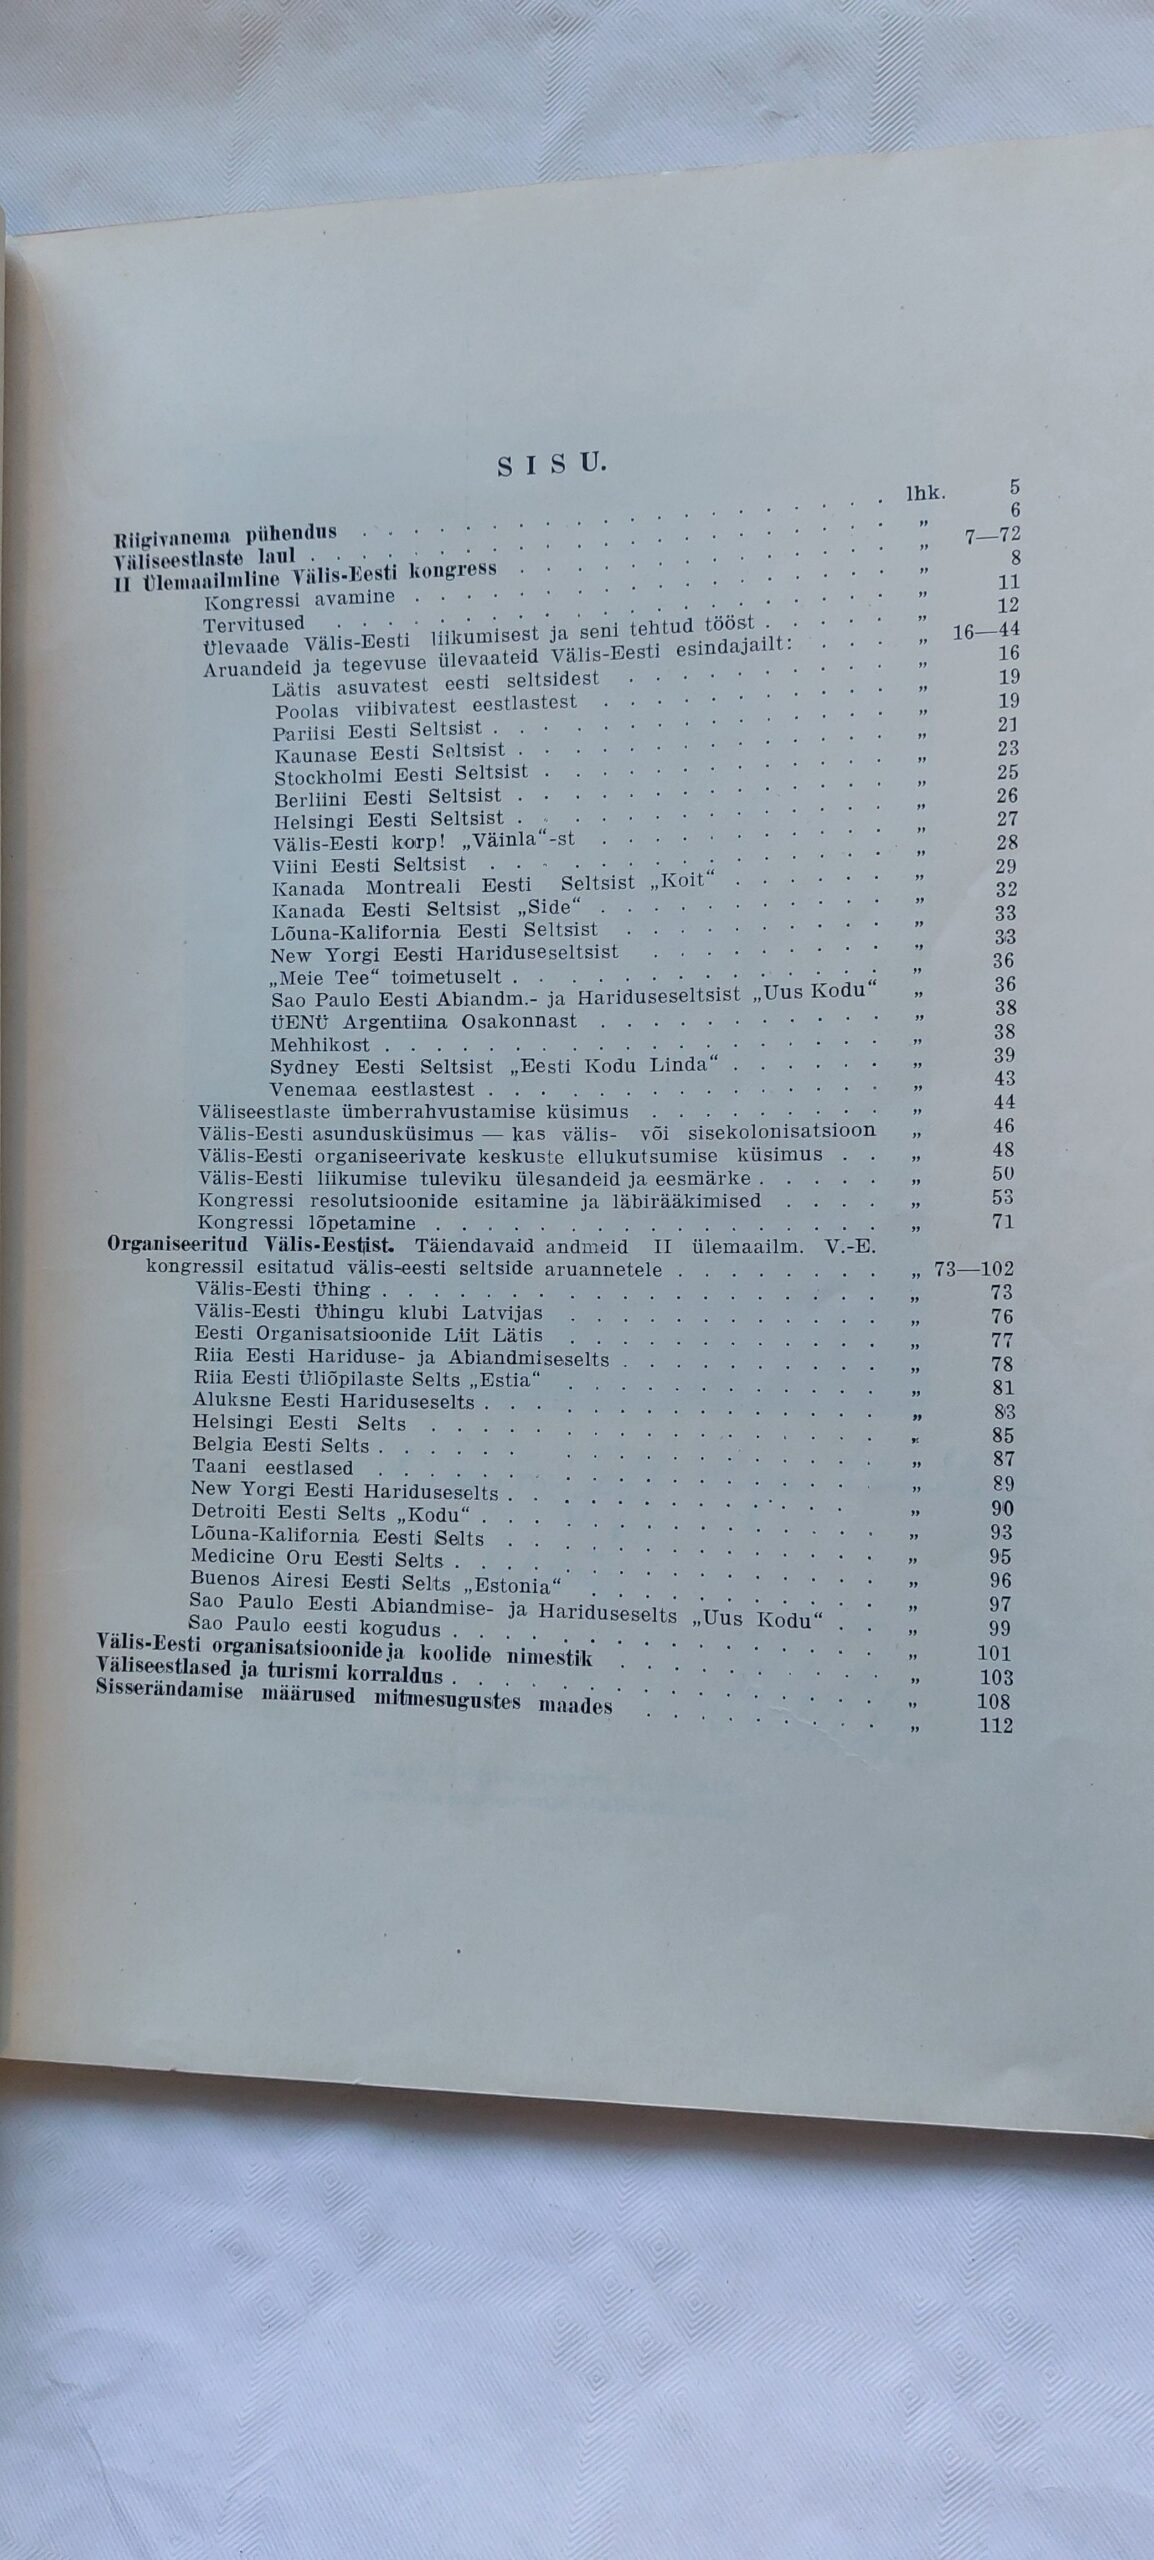 SISU.
Riigivanema pühendus . . . . . . . . . . lhk. 5
Väliseestlaste laul . . . . . . . . . . „ 6
II Ülemaailmline Välis-Eesti kongress . . . . . . . . . . „ 7—72
Kongressi avamine . . . . . . . . . . „ 8
Tervitused . . . . . . . . . . „ 11
Ülevaade Välis-Eesti liikumisest ja seni tehtud tööst . . . . „ 12
Aruandeid ja tegevuse ülevaateid Välis-Eesti esindajailt: . . . „ 16—44
Lätis asuvatest eesti seltsidest . . . . . . . . . . „ 16
Poolas viibivatest eestlastest . . . . . . . . . . „ 19
Pariisi Eesti Seltsist . . . . . . . . . . „ 19
Kaunase Eesti Seltsist . . . . . . . . . . „ 21
Stockholmi Eesti Seltsist . . . . . . . . . . „ 23
Berliini Eesti Seltsist . . . . . . . . . . „ 25
Helsingi Eesti Seltsist . . . . . . . . . . „ 26
Välis-Eesti korp! „Väinla“-st . . . . . . . . . . „ 27
Viini Eesti Seltsist . . . . . . . . . . „ 28
Kanada Montreali Eesti Seltsist „Koit“ . . . . . . „ 29
Kanada Eesti Seltsist „Side“ . . . . . . . . . . „ 32
Lõuna-Kalifornia Eesti Seltsist . . . . . . . . . . „ 33
New Yorgi Eesti Hariduseseltsist . . . . . . . . . „ 33
„Meie Tee“ toimetuselt . . . . . . . . . . „ 36
Sao Paulo Eesti Abiandm.- ja Hariduseseltsist „Uus Kodu“ „ 36
ÜENÜ Argentiina Osakonnast . . . . . . . . . . „ 38
Mehhikost . . . . . . . . . . „ 38
Sydney Eesti Seltsist „Eesti Kodu Linda“ . . . . . . „ 39
Venemaa eestlastest . . . . . . . . . . „ 43
Väliseestlaste ümberrahvustamise küsimus . . . . . . . . . „ 44
Välis-Eesti asundusküsimus — kas välis- või sisekolonisatsioon „ 46
Välis-Eesti organiseerivate keskuste ellukutsumise küsimus . . „ 48
Välis-Eesti liikumise tuleviku ülesandeid ja eesmärke . . . . . „ 50
Kongressi resolutsioonide esitamine ja läbirääkimised . . . . „ 53
Kongressi lõpetamine . . . . . . . . . . „ 71
Organiseeritud Välis-Eestist. Täiendavaid andmeid II ülemaailm. V.-E.
kongressil esitatud välis-eesti seltside aruannetele . . . . . . . . „ 73—102
Välis-Eesti Ühing . . . . . . . . . . „ 73
Välis-Eesti Ühingu klubi Latvijas . . . . . . . . . . „ 76
Eesti Organisatsioonide Liit Lätis . . . . . . . . . . „ 77
Riia Eesti Hariduse- ja Abiandmiseselts . . . . . . . . . . „ 78
Riia Eesti Üliõpilaste Selts „Estia“ . . . . . . . . . . „ 81
Aluksne Eesti Hariduseselts . . . . . . . . . . „ 83
Helsingi Eesti Selts . . . . . . . . . . „ 85
Belgia Eesti Selts . . . . . . . . . . „ 87
Taani eestlased . . . . . . . . . . „ 89
New Yorgi Eesti Hariduseselts . . . . . . . . . . „ 90
Detroiti Eesti Selts „Kodu“ . . . . . . . . . . „ 93
Lõuna-Kalifornia Eesti Selts . . . . . . . . . . „ 95
Medicine Oru Eesti Selts . . . . . . . . . . „ 96
Buenos Airesi Eesti Selts „Estonia“ . . . . . . . . . . „ 97
Sao Paulo Eesti Abiandmise- ja Hariduseselts „Uus Kodu“ . . „ 99
Sao Paulo eesti kogudus . . . . . . . . . . „ 101
Välis-Eesti organisatsioonide ja koolide nimestik . . . . . . . . . . „ 103
Väliseestlased ja turismi korraldus . . . . . . . . . . „ 108
Sisserändamise määrused mitmesugustes maades . . . . . . . . . „ 112